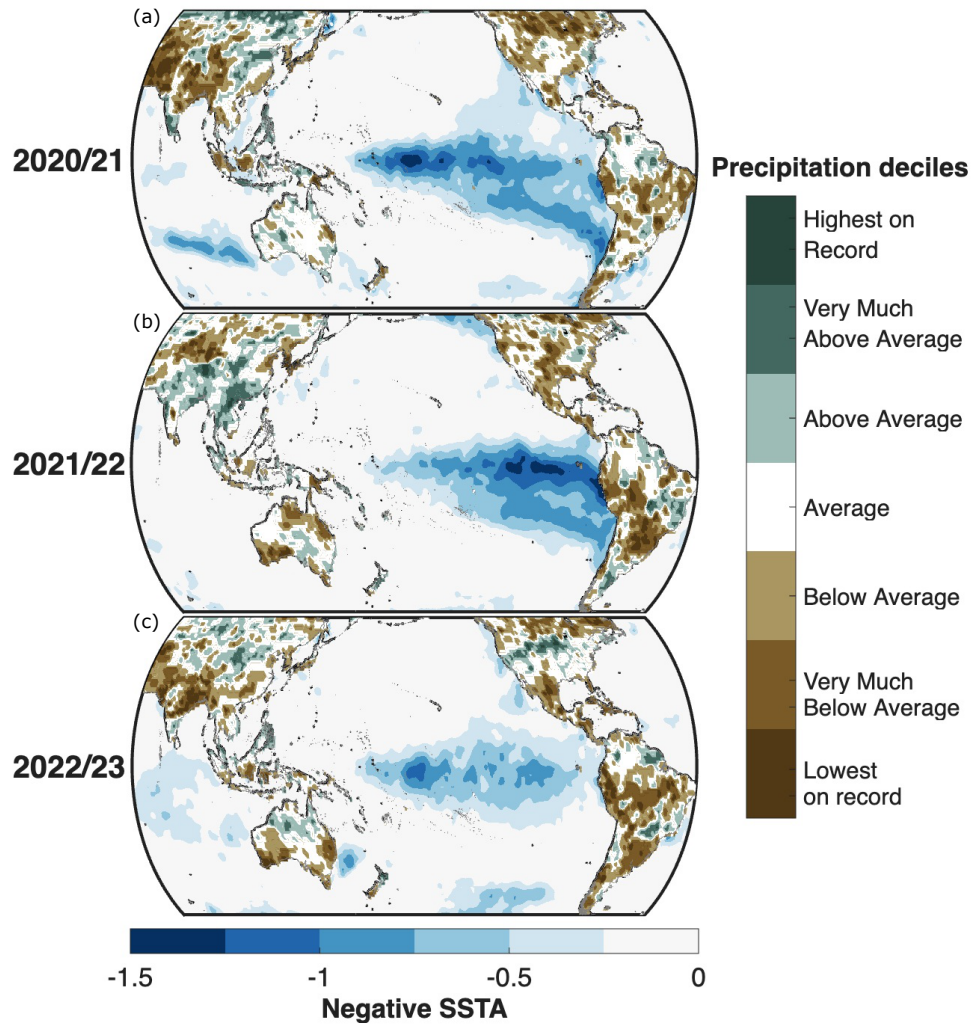 (a)
2020/21
(b)
2021/22
(c)
2022/23
Precipitation deciles
Highest on
Record
Very Much
Above Average
Above Average
Average
Below Average
Very Much
Below Average
Lowest
on record
-1.5
-1
-0.5
0
Negative SSTA